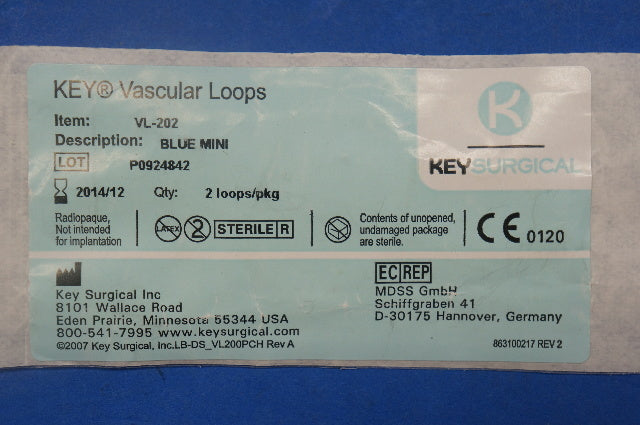 KEY® Vascular Loops
K
KEYSURGICAL
Item: VL-202
Description: BLUE MINI
LOT P0924842
2014/12 Qty: 2 loops/pkg
Radiopaque,
Not intended
for implantation
LATEX 2 STERILE R
Contents of unopened,
undamaged package
are sterile.
CE 0120
Key Surgical Inc
8101 Wallace Road
Eden Prairie, Minnesota 55344 USA
800-541-7995 www.keysurgical.com
©2007 Key Surgical, Inc.LB-DS_VL200PCH Rev A
EC REP
MDSS GmbH
Schiffgraben 41
D-30175 Hannover, Germany
863100217 REV 2